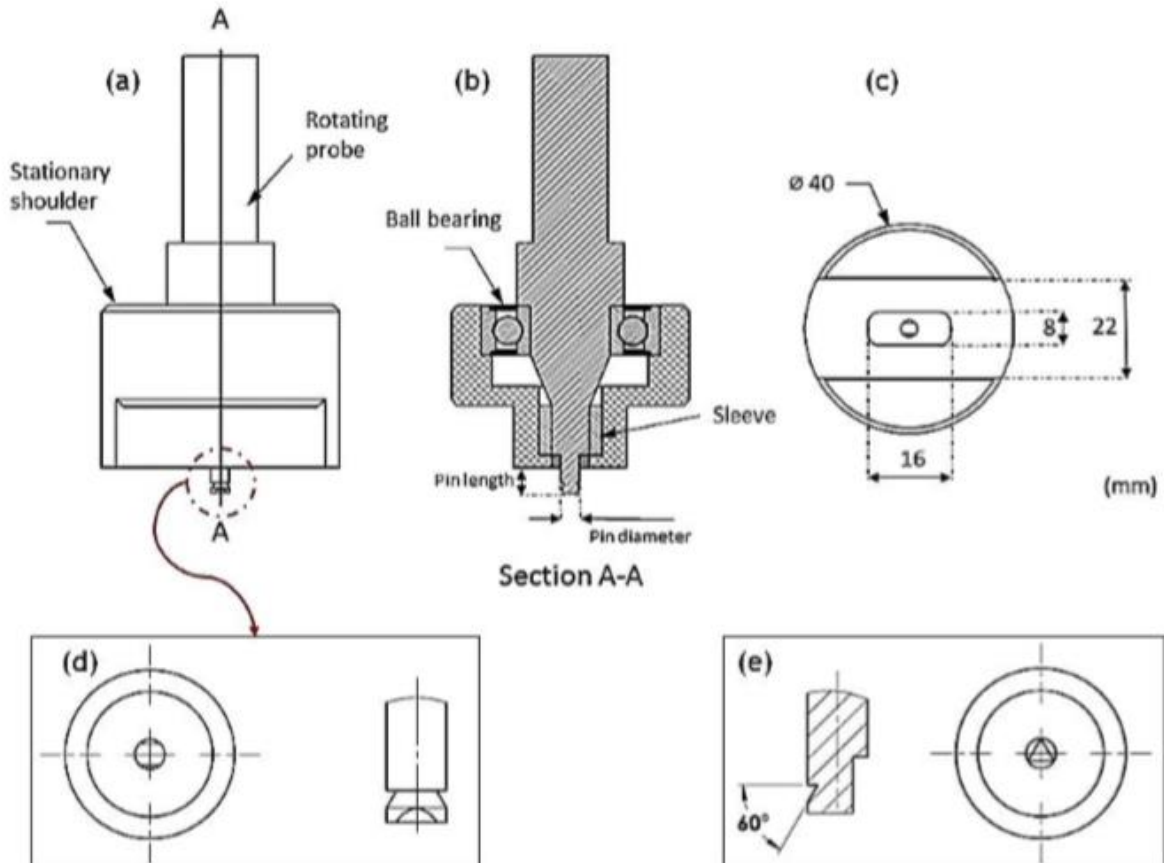 A
(a)
(b)
(c)
Rotating
probe
Stationary
shoulder
Ball bearing
Ø 40
8
22
Sleeve
16
Pin length
(mm)
A
Pin diameter
Section A-A
(d)
(e)
60°